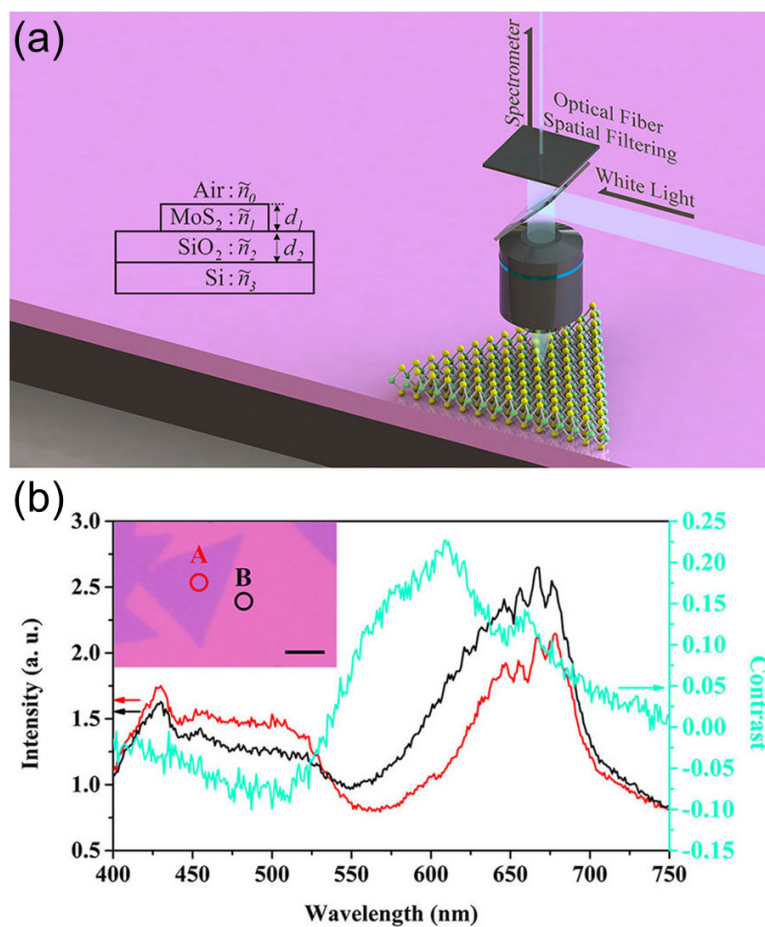 (a)
Spectrometer
Optical Fiber
Spatial Filtering
White Light
Air : ñ₀
MoS₂ : ñ₁
d₁
SiO₂ : ñ₂
d₂
Si : ñ₃
(b)
3.0
2.5
2.0
1.5
1.0
0.5
Intensity (a. u.)
A
B
0.25
0.20
0.15
0.10
0.05
0.00
-0.05
-0.10
-0.15
Contrast
400 450 500 550 600 650 700 750
Wavelength (nm)